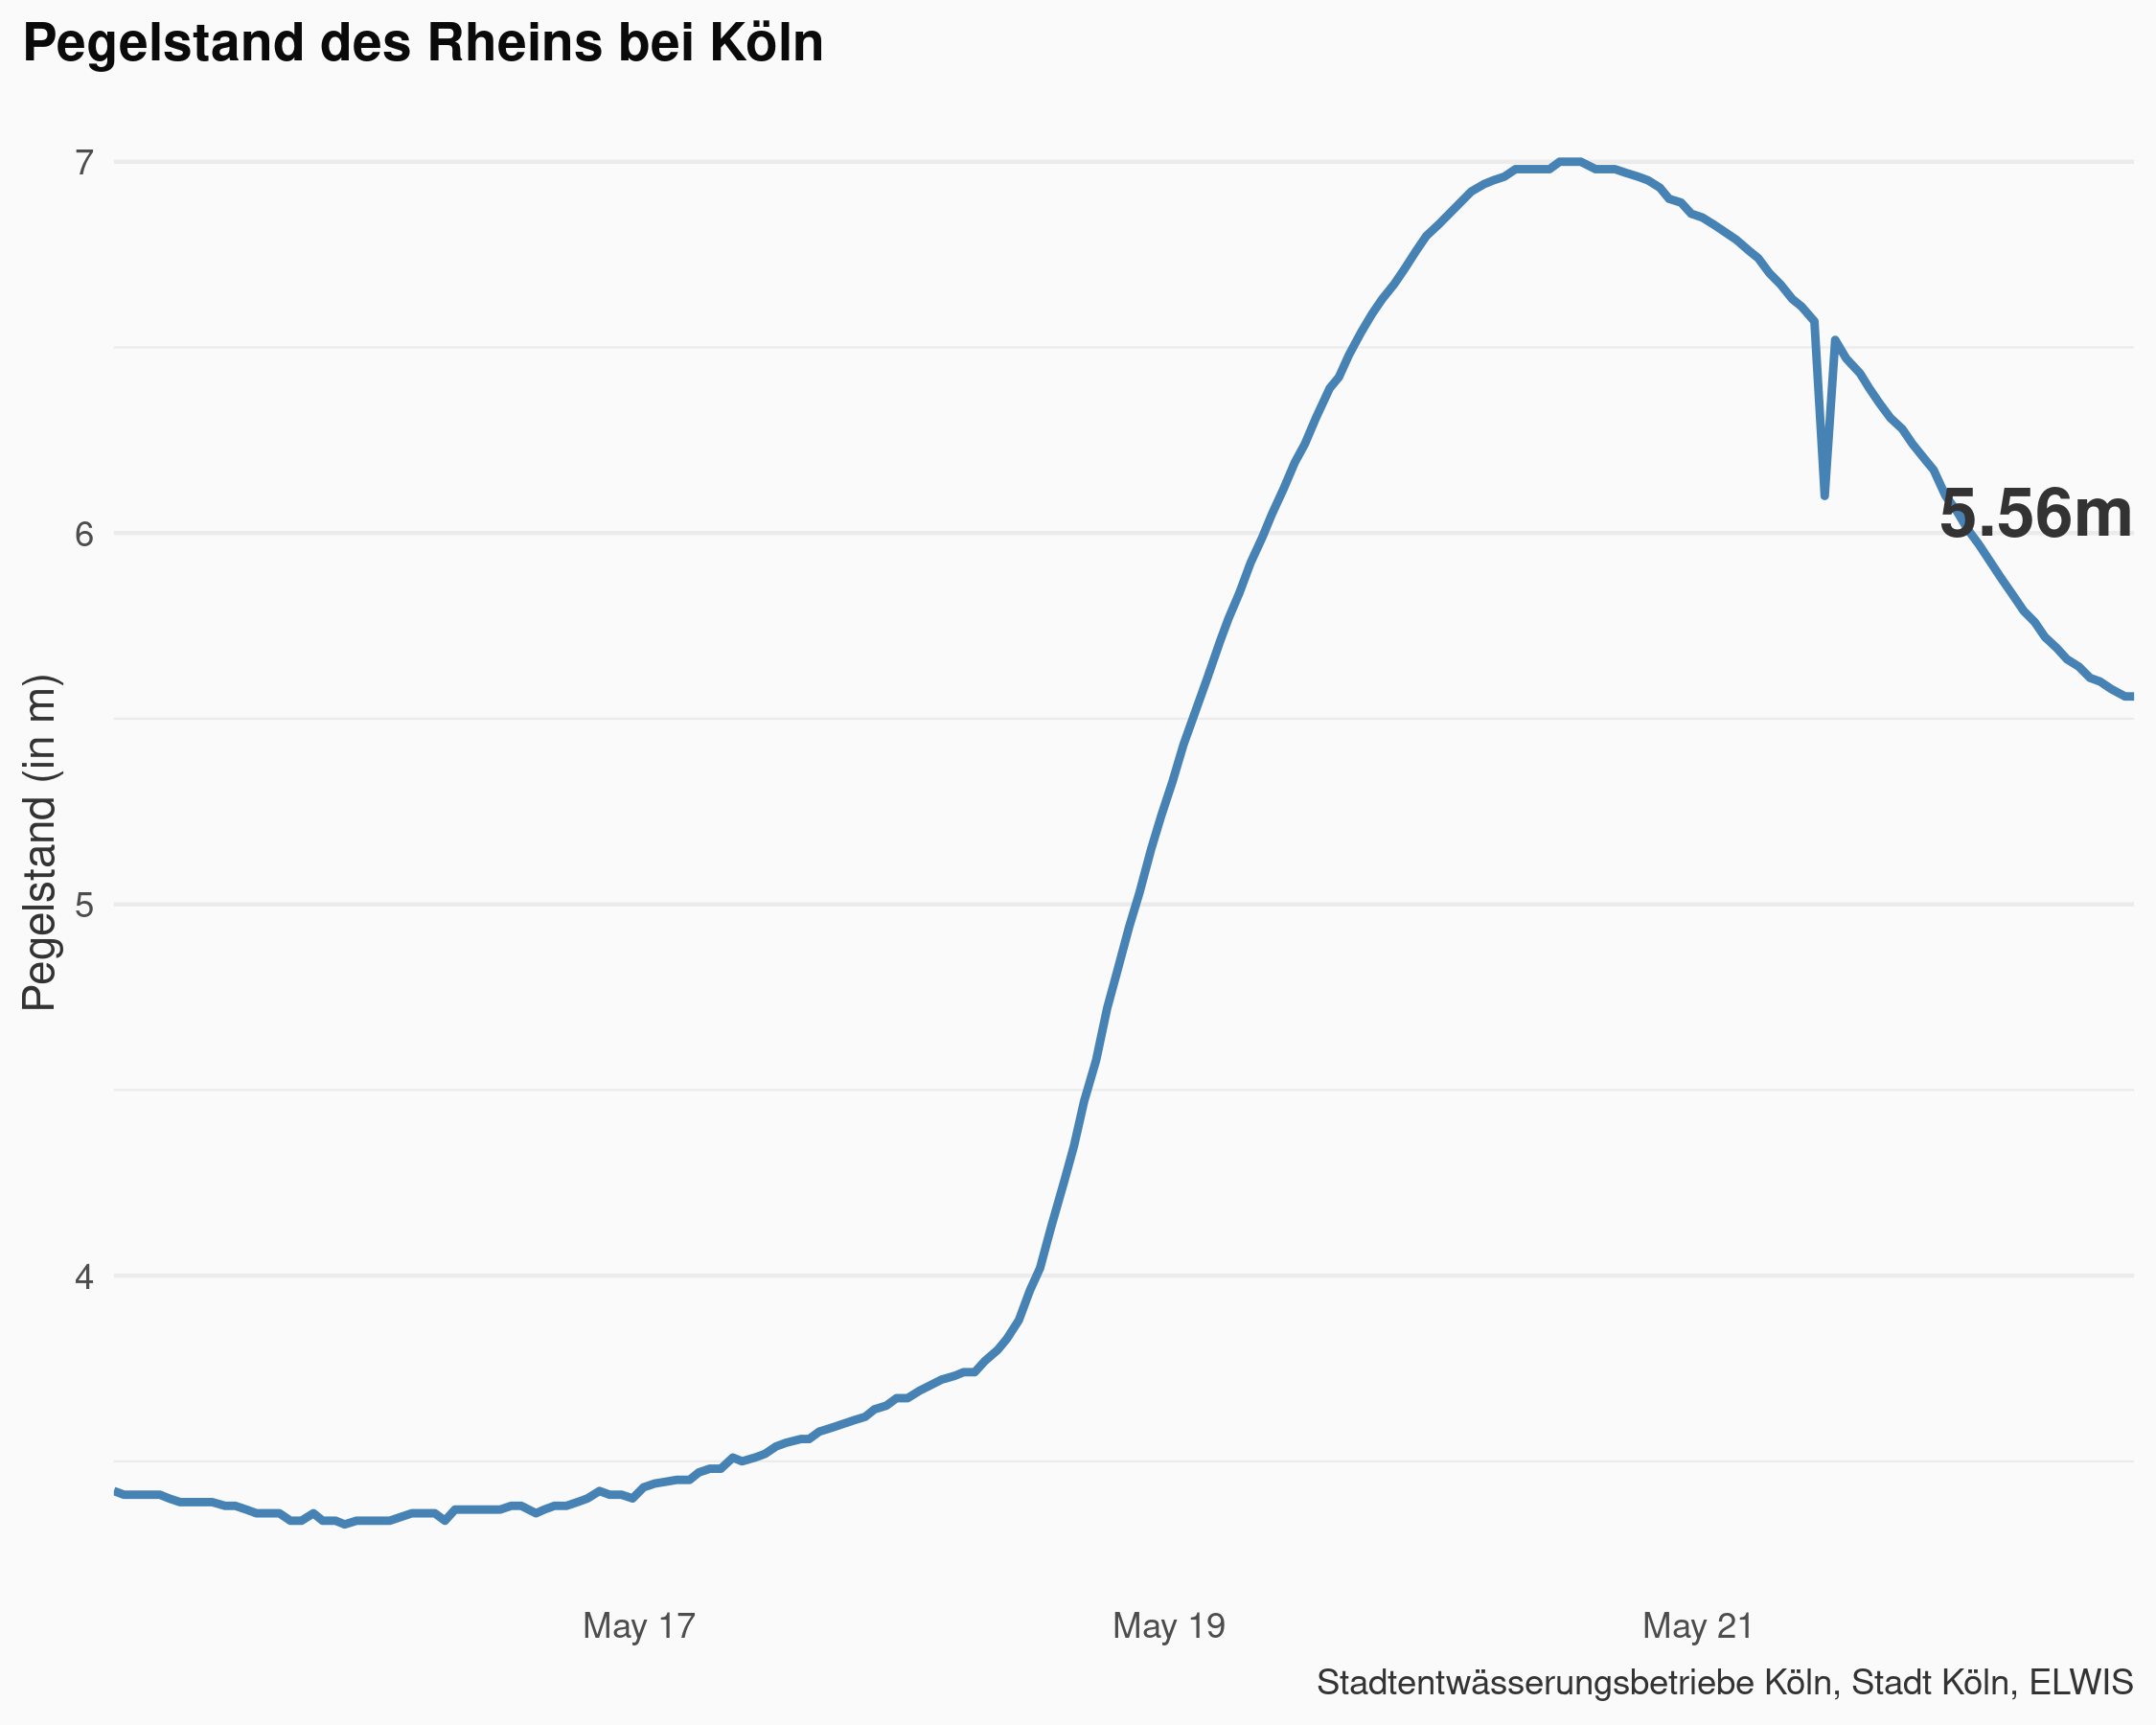 Pegelstand des Rheins bei Köln
Pegelstand (in m)
7
6
5
4
5.56m
May 17
May 19
May 21
Stadtentwässerungsbetriebe Köln, Stadt Köln, ELWIS